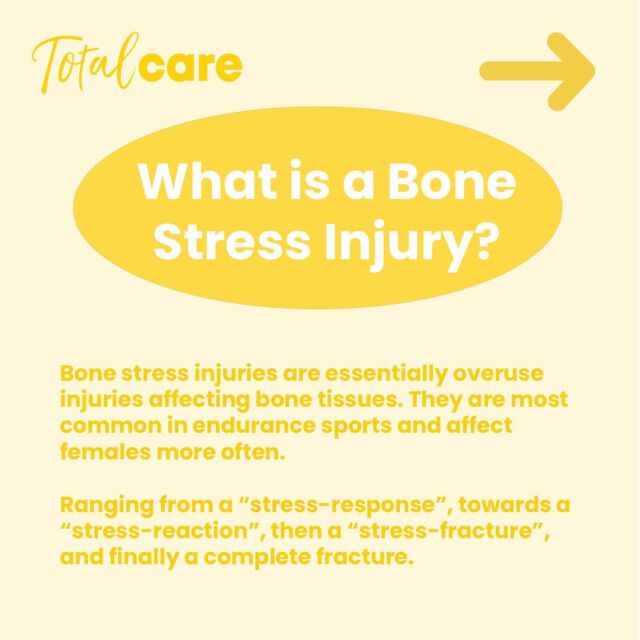 Total care
What is a Bone
Stress Injury?
Bone stress injuries are essentially overuse
injuries affecting bone tissues. They are most
common in endurance sports and affect
females more often.
Ranging from a “stress-response”, towards a
“stress-reaction”, then a “stress-fracture”,
and finally a complete fracture.